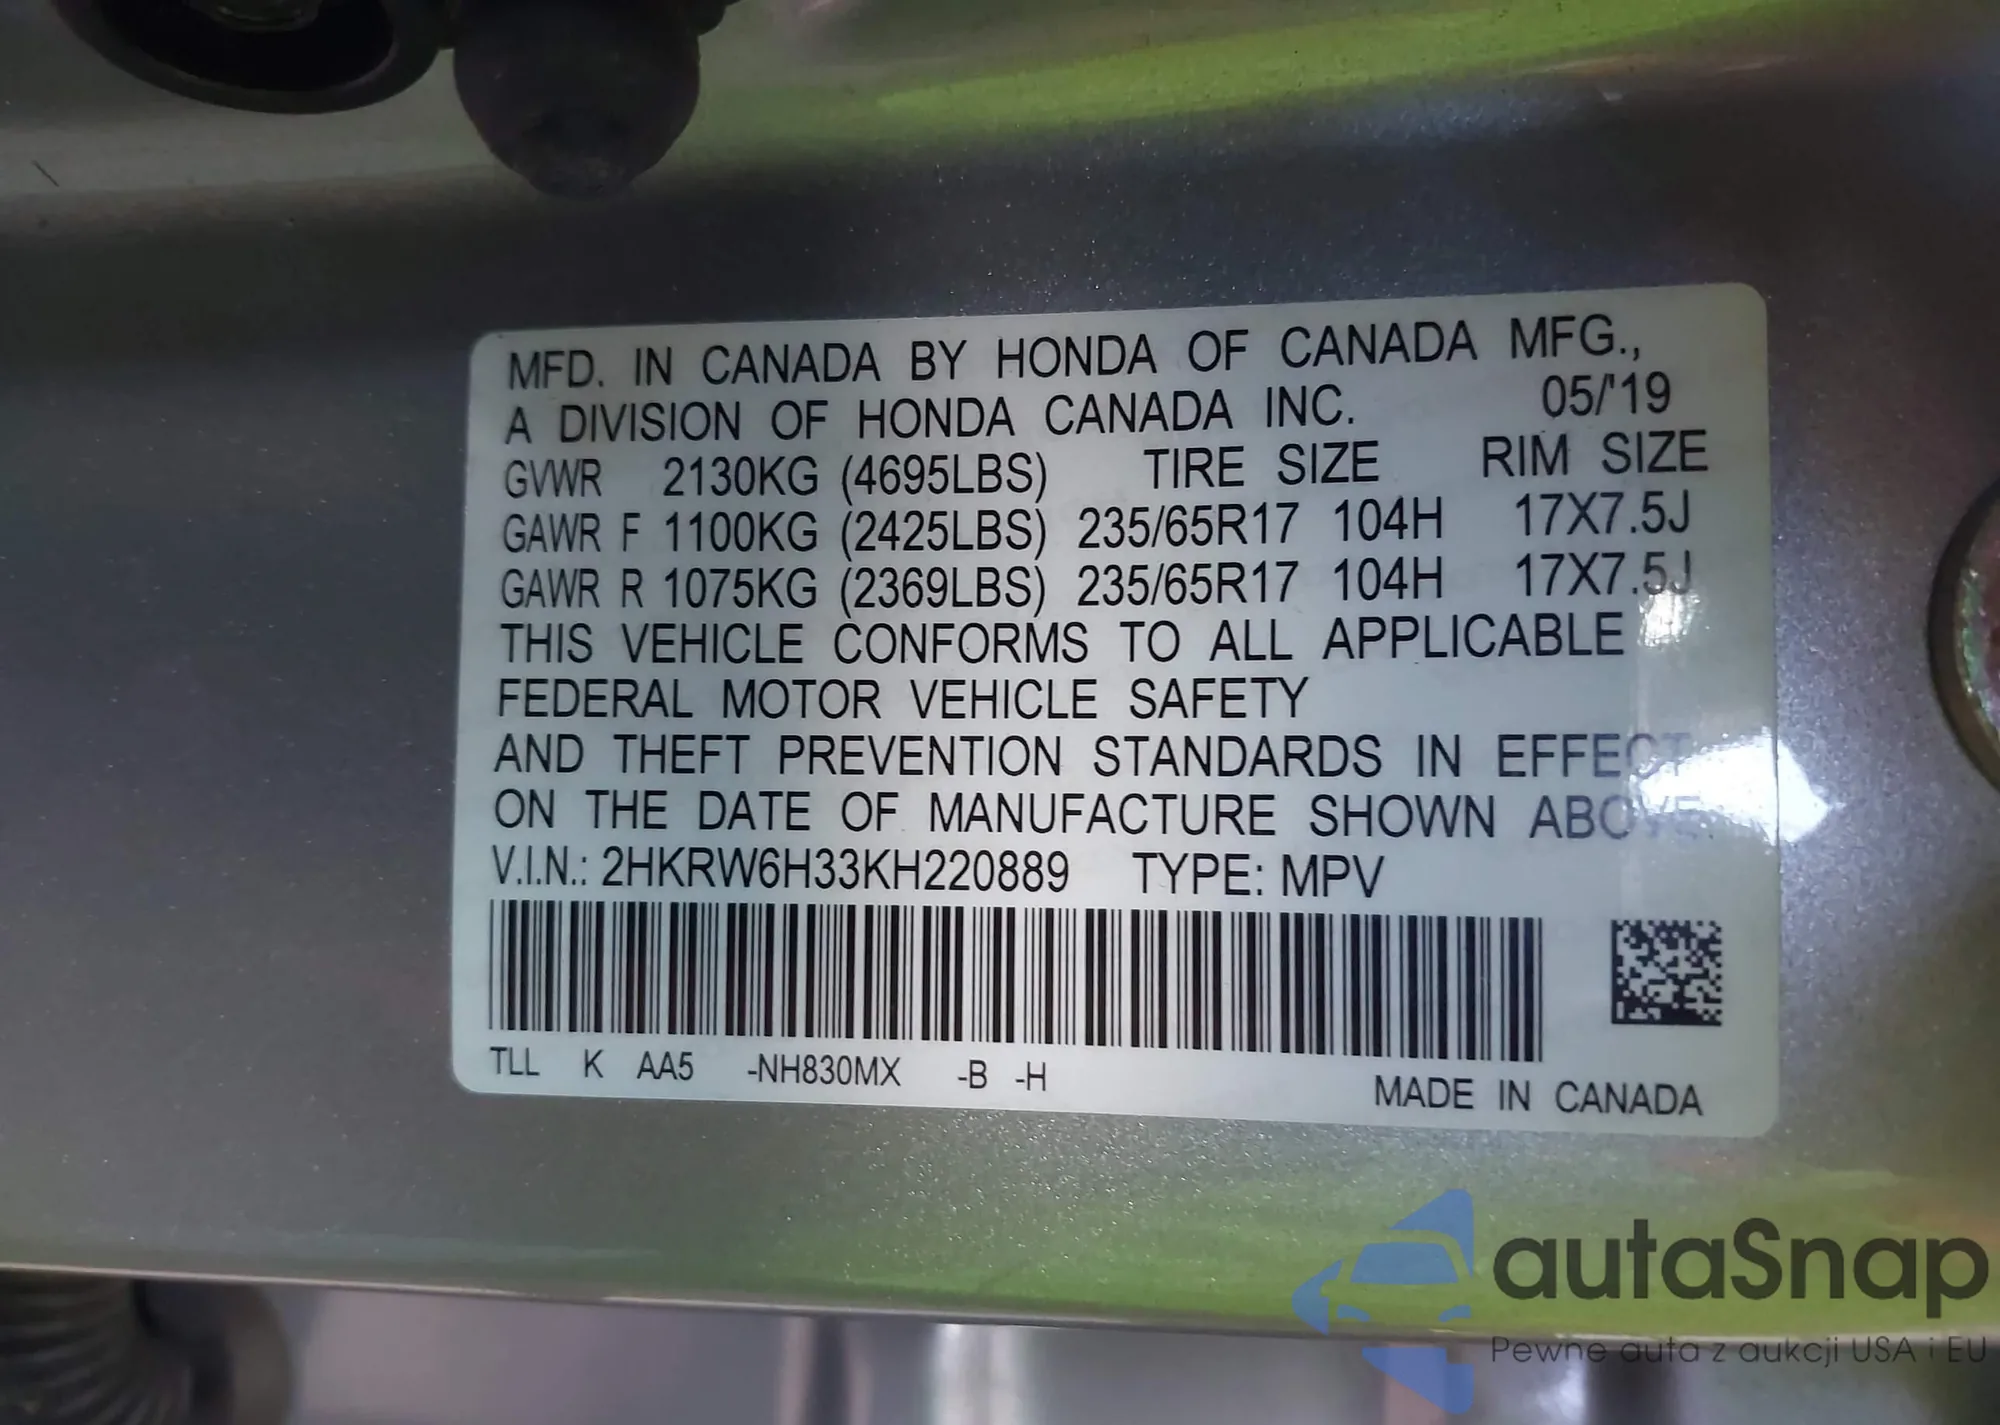 MFD. IN CANADA BY HONDA OF CANADA MFG.,
A DIVISION OF HONDA CANADA INC. 05/'19
GVWR 2130KG (4695LBS) TIRE SIZE RIM SIZE
GAWR F 1100KG (2425LBS) 235/65R17 104H 17X7.5J
GAWR R 1075KG (2369LBS) 235/65R17 104H 17X7.5J
THIS VEHICLE CONFORMS TO ALL APPLICABLE
FEDERAL MOTOR VEHICLE SAFETY
AND THEFT PREVENTION STANDARDS IN EFFECT
ON THE DATE OF MANUFACTURE SHOWN ABOVE.
V.I.N.: 2HKRW6H33KH220889 TYPE: MPV
TLL K AA5 -NH830MX -B -H
MADE IN CANADA
autaSnap
Pewne auta z aukcji USA i EU